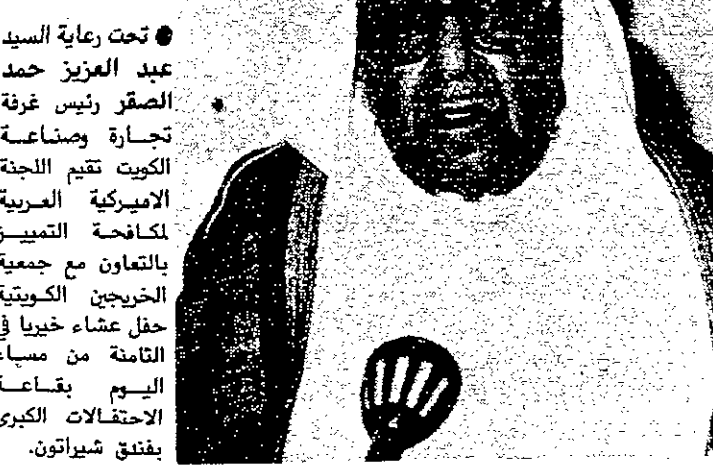 ● تحت رعاية السيد
عبد العزيز حمد
الصقر رئيس غرفة
تجارة وصناعة
الكويت تقيم اللجنة
الاميركية العربية
لمكافحة التمييز
بالتعاون مع جمعية
الخريجين الكويتية
حفل عشاء خيريا في
الثامنة من مساء
اليوم بقاعة
الاحتفالات الكبرى
بفندق شيراتون.